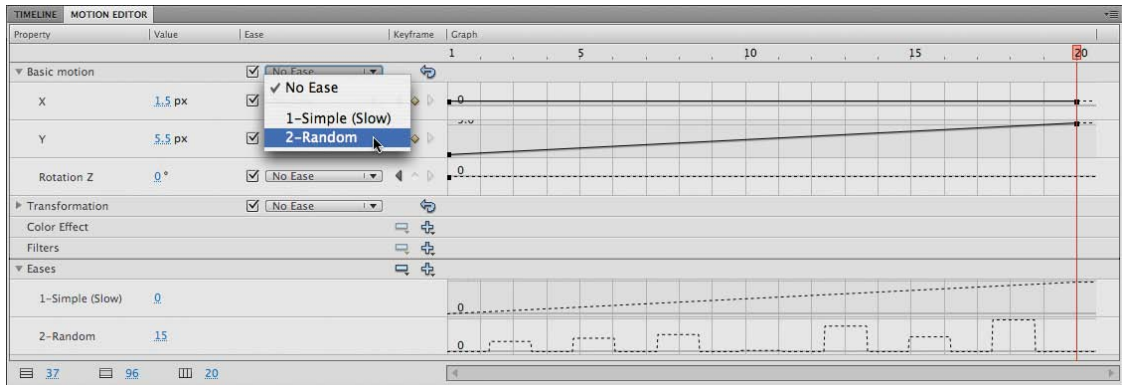 TIMELINE MOTION EDITOR
Property Value Ease Keyframe Graph
1 5 10 15 20
Basic motion No Ease
No Ease
X 1.5 px 0
1-Simple (Slow)
5.0
Y 5.5 px 2-Random
Rotation Z 0° No Ease 0
Transformation No Ease
Color Effect
Filters
Eases
1-Simple (Slow) 0 0
2-Random 15 0
37 96 20